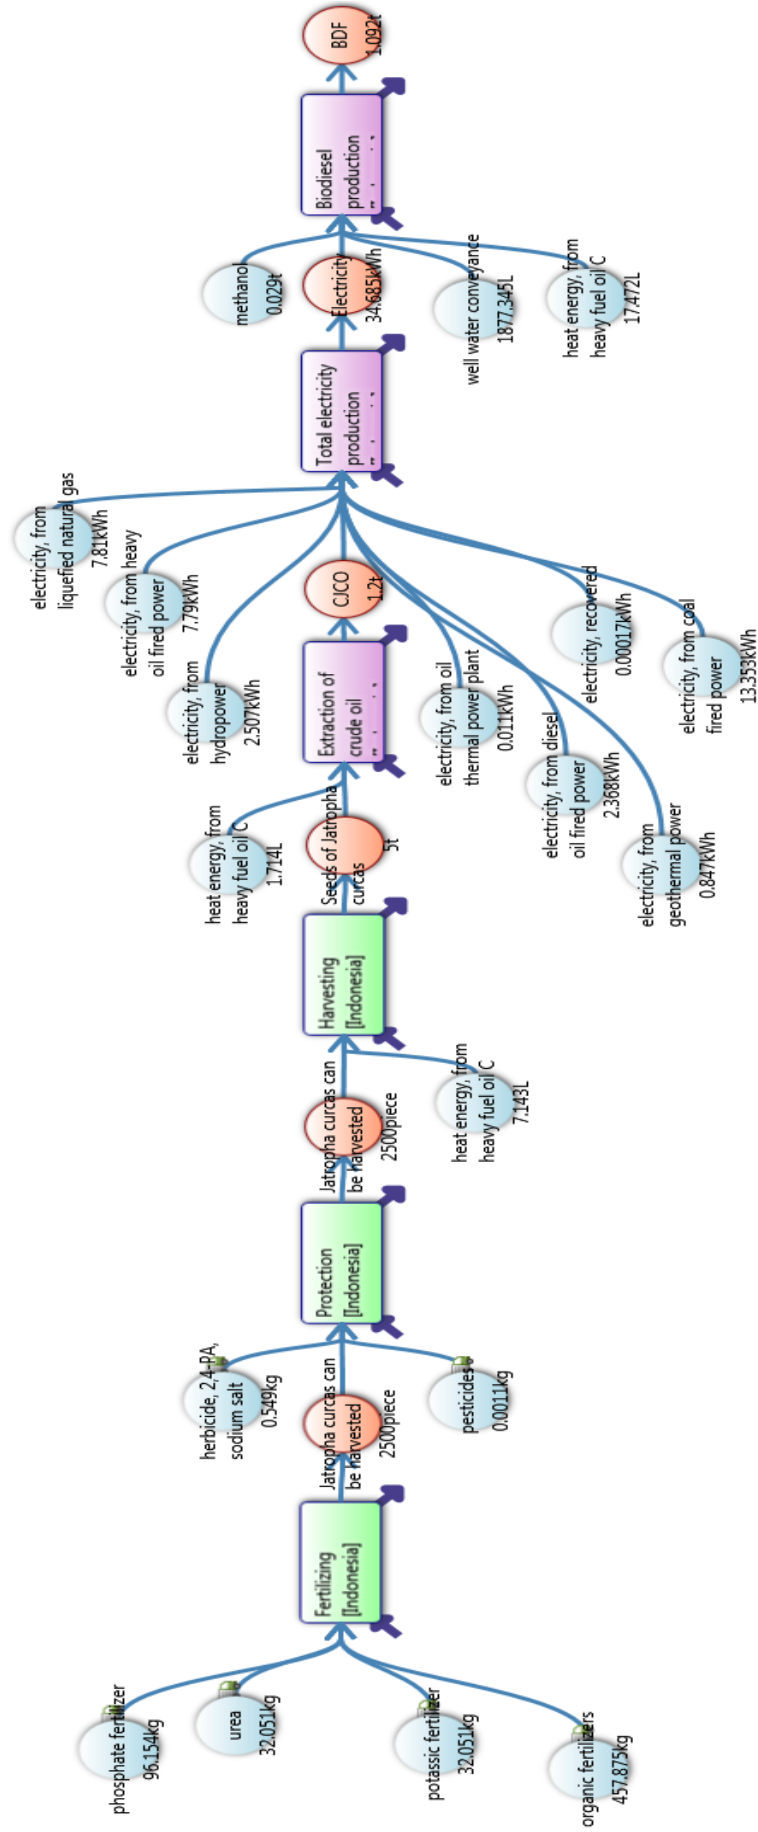 phosphate fertilizer
96.154kg
urea
32.051kg
potassic fertilizer
32.051kg
organic fertilizers
457.875kg
Fertilizing
[Indonesia]
Jatropha curcas can
be harvested
2500piece
herbicide, 2,4-PA,
sodium salt
0.549kg
pesticides
0.0011kg
Protection
[Indonesia]
Jatropha curcas can
be harvested
2500piece
heat energy, from
heavy fuel oil C
7.143L
Harvesting
[Indonesia]
Seeds of Jatropha
curcas
5t
heat energy, from
heavy fuel oil C
1.714L
Extraction of
crude oil
CJCO
1.2t
electricity, from
liquefied natural gas
7.81kWh
electricity, from heavy
oil fired power
7.79kWh
electricity, from
hydropower
2.507kWh
electricity, from oil
thermal power plant
0.011kWh
electricity, from diesel
oil fired power
2.368kWh
electricity, from
geothermal power
0.847kWh
electricity, recovered
0.00017kWh
electricity, from coal
fired power
13.353kWh
Total electricity
production
Electricity
34.685kWh
methanol
0.029t
well water conveyance
1877.345L
heat energy, from
heavy fuel oil C
17.472L
Biodiesel
production
BDF
1.092t